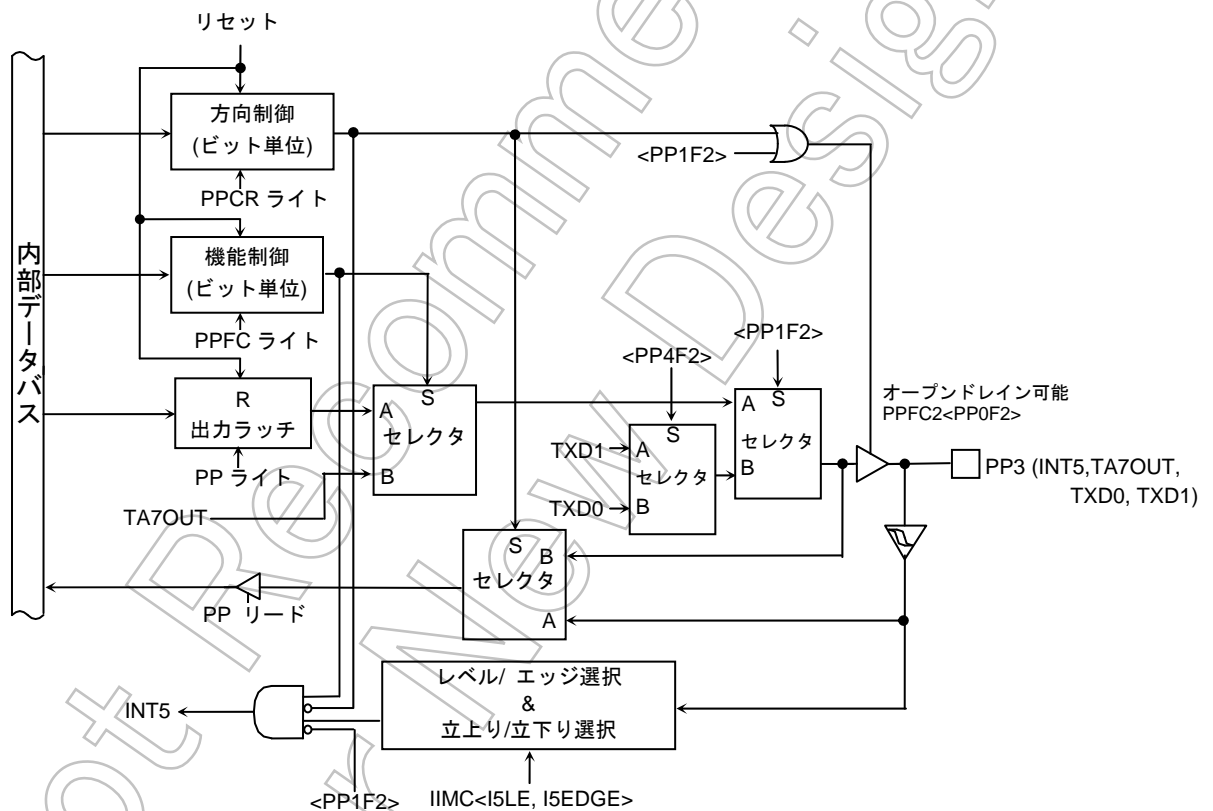 リセット
方向制御
(ビット単位)
<PP1F2>
PPCR ライト
内部データバス
機能制御
(ビット単位)
PPFC ライト
<PP1F2>
<PP4F2>
R
出力ラッチ
PP ライト
A
S
セレクタ
B
TXD1
A
S
セレクタ
TXD0
B
A
S
セレクタ
B
オープンドレイン可能
PPFC2<PP0F2>
PP3 (INT5,TA7OUT,
TXD0, TXD1)
TA7OUT
S
B
セレクタ
A
PP リード
レベル/ エッジ選択
&
立上り/立下り選択
INT5
<PP1F2>
IIMC<I5LE, I5EDGE>
Not Recomme
r New Desig